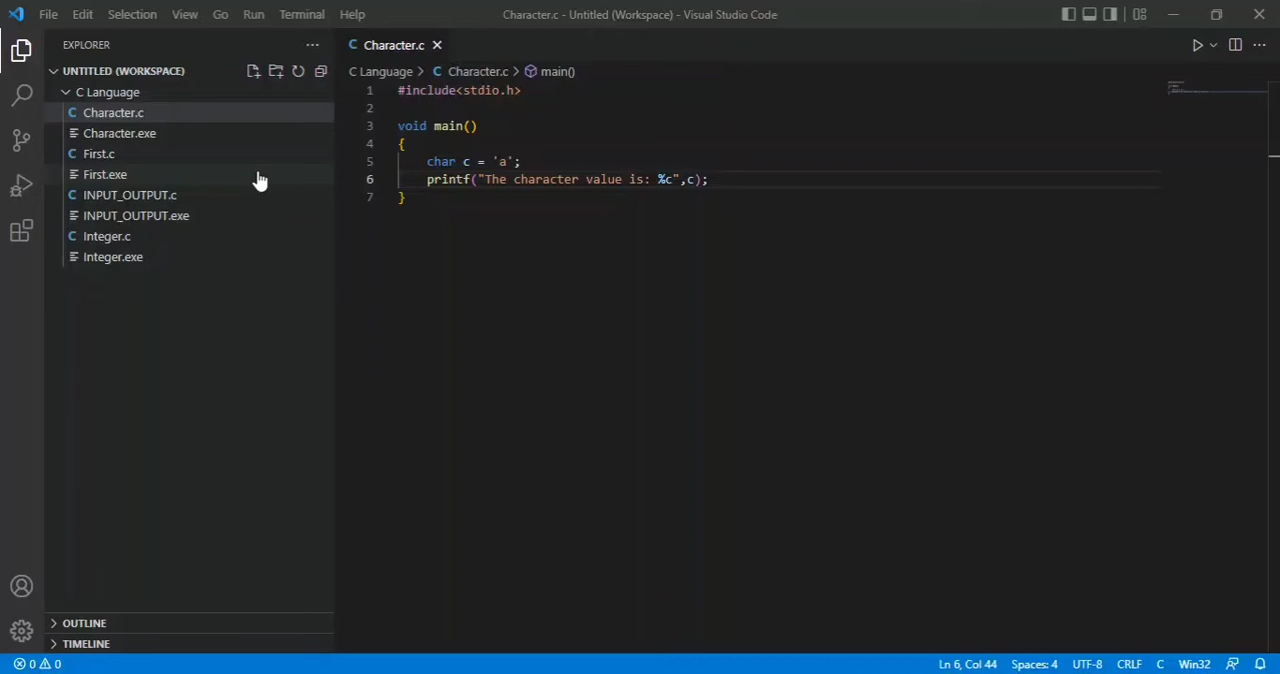 File Edit Selection View Go Run Terminal Help Character.c - Untitled (Workspace) - Visual Studio Code
EXPLORER
UNTITLED (WORKSPACE)
C Language
C Character.c
Character.exe
C First.c
First.exe
C INPUT_OUTPUT.c
INPUT_OUTPUT.exe
C Integer.c
Integer.exe
OUTLINE
TIMELINE
C Character.c
C Language > C Character.c > main()
1 #include<stdio.h>
2
3 void main()
4 {
5 char c = 'a';
6 printf("The character value is: %c",c);
7 }
0 0 Ln 6, Col 44 Spaces: 4 UTF-8 CRLF C Win32